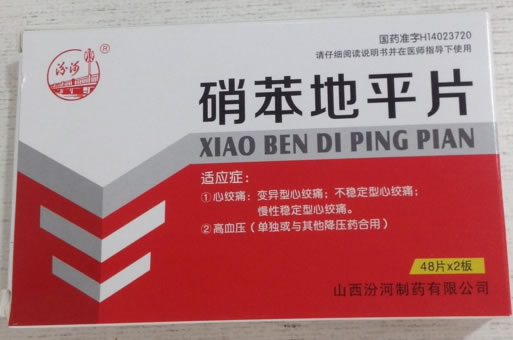 汾河
®
国药准字H14023720
请仔细阅读说明书并在医师指导下使用
硝苯地平片
XIAO BEN DI PING PIAN
适应症：
①心绞痛：变异型心绞痛；不稳定型心绞痛；
慢性稳定型心绞痛。
②高血压（单独或与其他降压药合用）
48片x2板
山西汾河制药有限公司